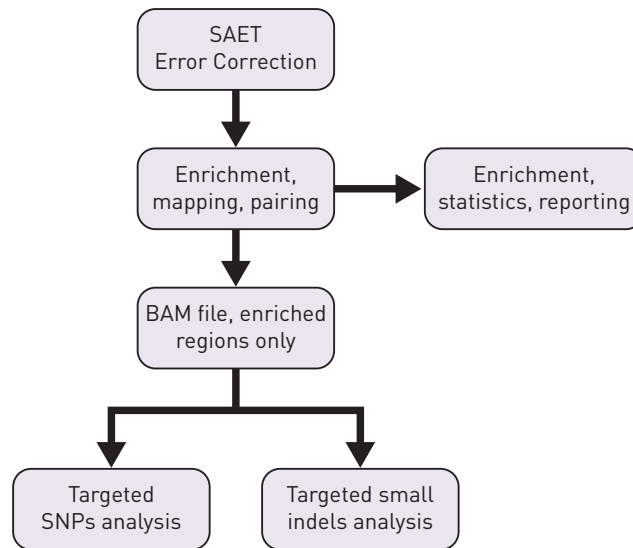 SAET
Error Correction
Enrichment,
mapping, pairing
Enrichment,
statistics, reporting
BAM file, enriched
regions only
Targeted
SNPs analysis
Targeted small
indels analysis